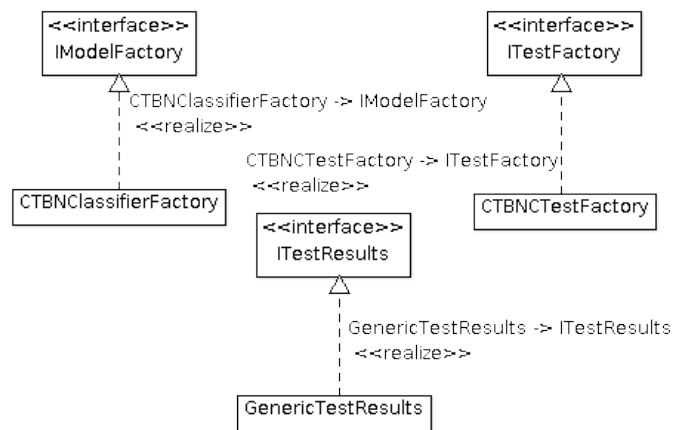 <<interface>>
IModelFactory
<<interface>>
ITestFactory
CTBNClassifierFactory -> IModelFactory
<<realize>>
CTBNCTestFactory -> ITestFactory
<<realize>>
CTBNClassifierFactory
CTBNCTestFactory
<<interface>>
ITestResults
GenericTestResults -> ITestResults
<<realize>>
GenericTestResults